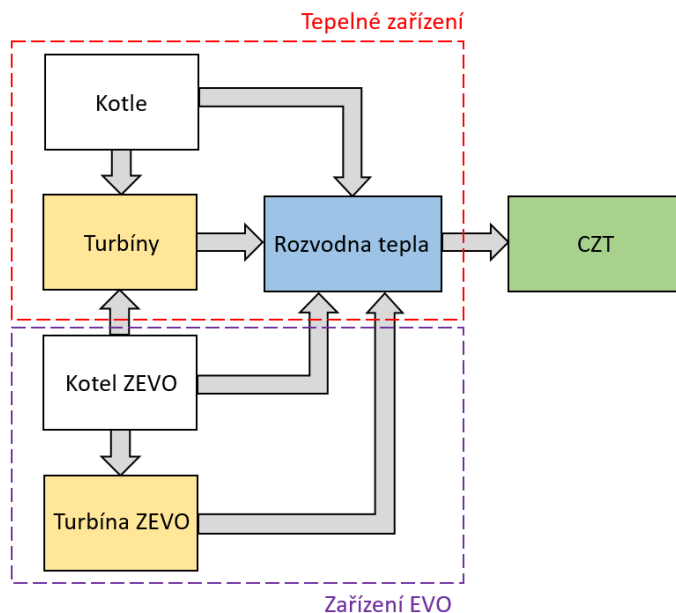 Tepelné zařízení
Kotle
Turbíny
Rozvodna tepla
CZT
Kotel ZEVO
Turbína ZEVO
Zařízení EVO